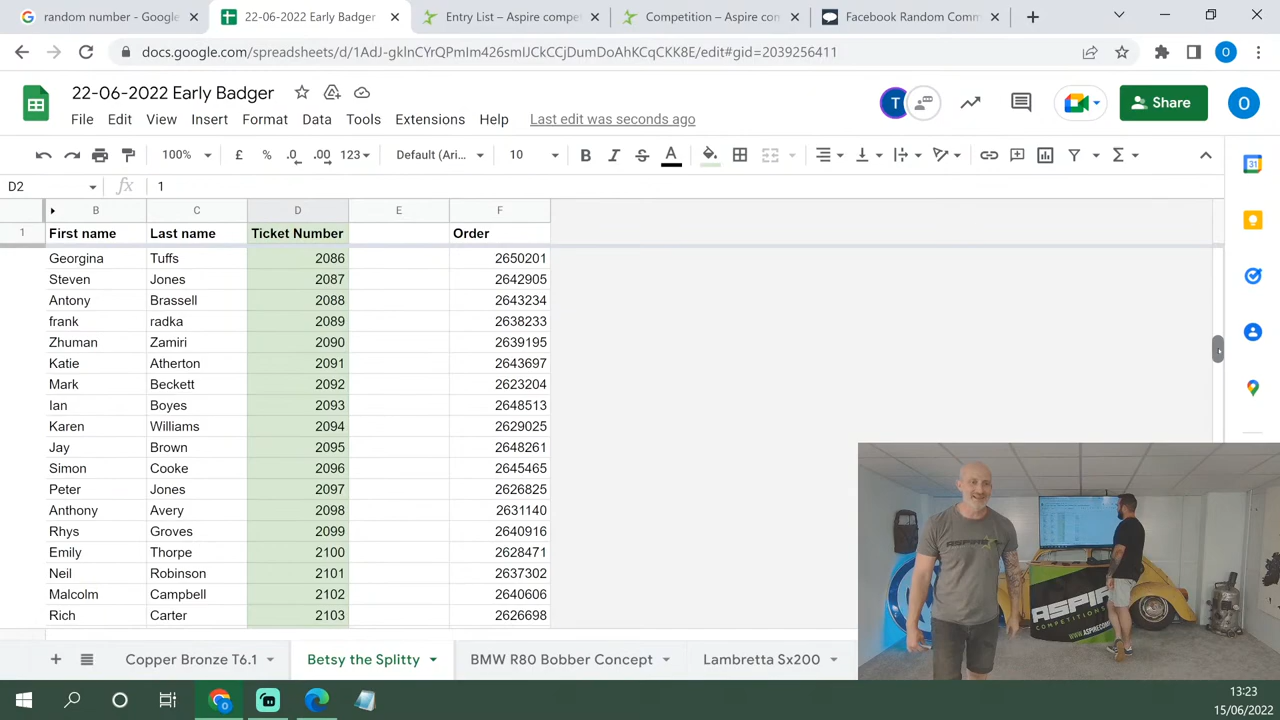 random number - Google
22-06-2022 Early Badger
Entry List – Aspire compe
Competition – Aspire com
Facebook Random Comm
docs.google.com/spreadsheets/d/1AdJ-gklnCYrQPmIm426smIJCkCCjDumDoAhKCqCKK8E/edit#gid=2039256411
O
22-06-2022 Early Badger
T
Share
O
File Edit View Insert Format Data Tools Extensions Help Last edit was seconds ago
100% £ % .0 .00 123 Default (Ari... 10 B I S A Σ
31
D2 fx 1
B C D E F
1 First name Last name Ticket Number Order
Georgina Tuffs 2086 2650201
Steven Jones 2087 2642905
Antony Brassell 2088 2643234
frank radka 2089 2638233
Zhuman Zamiri 2090 2639195
Katie Atherton 2091 2643697
Mark Beckett 2092 2623204
Ian Boyes 2093 2648513
Karen Williams 2094 2629025
Jay Brown 2095 2648261
Simon Cooke 2096 2645465
Peter Jones 2097 2626825
Anthony Avery 2098 2631140
Rhys Groves 2099 2640916
Emily Thorpe 2100 2628471
Neil Robinson 2101 2637302
Malcolm Campbell 2102 2640606
Rich Carter 2103 2626698
ASPIRE
ASPIRE
COMPETITIONS
Copper Bronze T6.1 Betsy the Splitty BMW R80 Bobber Concept Lambretta Sx200
13:23
15/06/2022